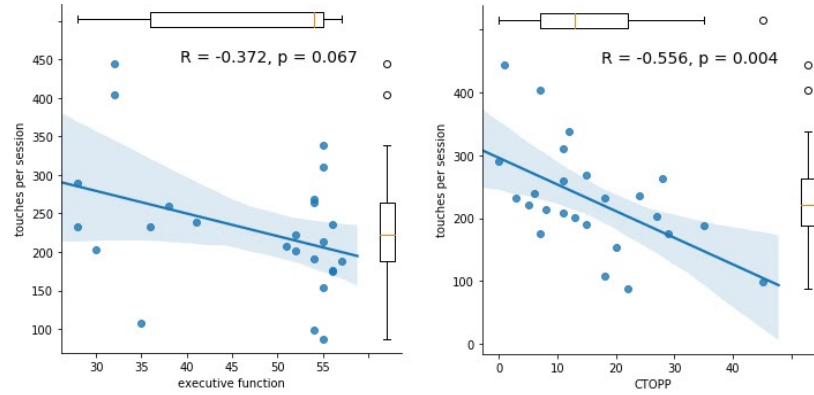 R = -0.372, p = 0.067
450
400
350
300
250
200
150
100
touches per session
30 35 40 45 50 55
executive function
R = -0.556, p = 0.004
400
300
200
100
0
touches per session
0 10 20 30 40
CTOPP